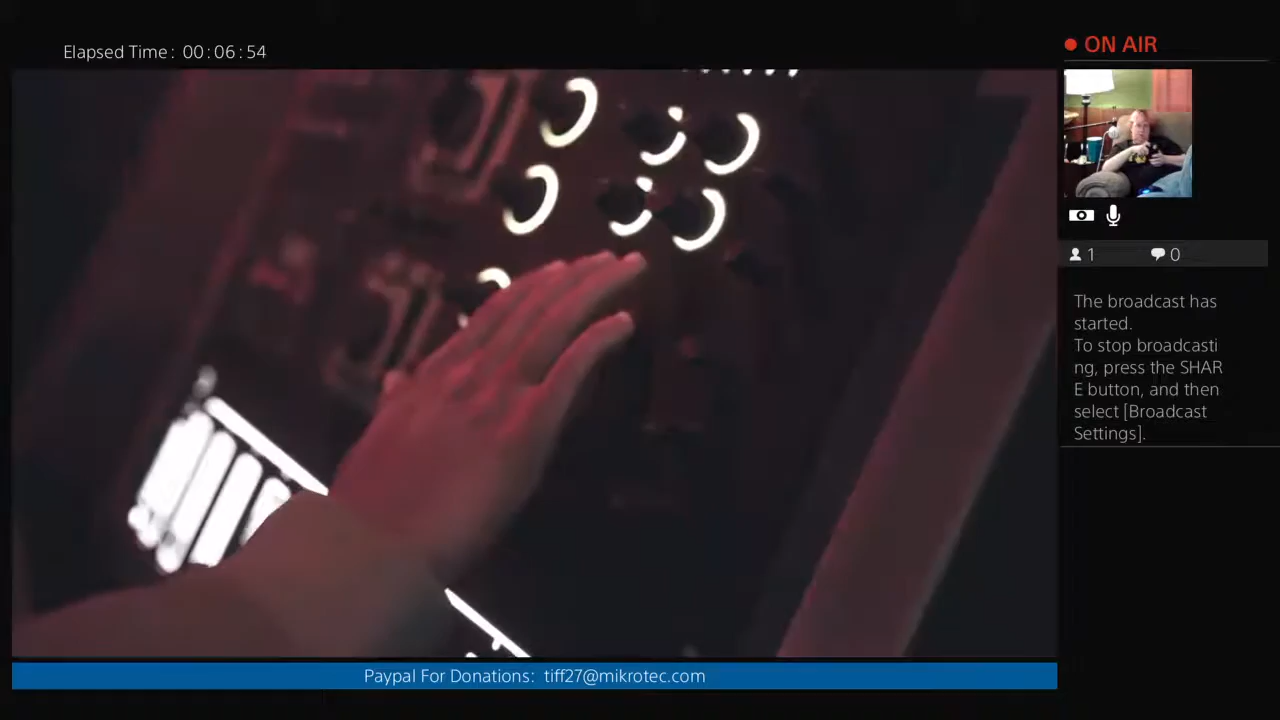 Elapsed Time: 00:06:54
ON AIR
1
0
The broadcast has
started.
To stop broadcasti
ng, press the SHAR
E button, and then
select [Broadcast
Settings].
Paypal For Donations: tiff27@mikrotec.com